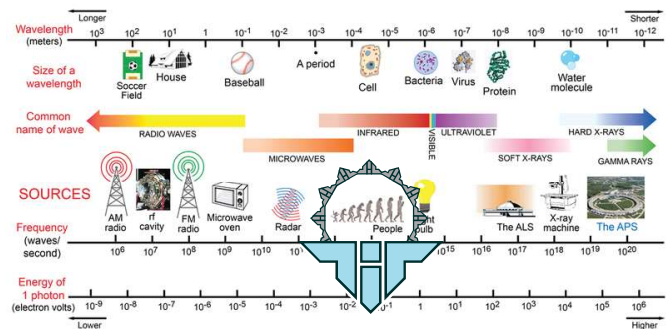 Longer
Shorter
Wavelength
(meters)
10³ 10² 10¹ 1 10⁻¹ 10⁻² 10⁻³ 10⁻⁴ 10⁻⁵ 10⁻⁶ 10⁻⁷ 10⁻⁸ 10⁻⁹ 10⁻¹⁰ 10⁻¹¹ 10⁻¹²
Size of a
wavelength
Soccer
Field
House
Baseball
A period
Cell
Bacteria
Virus
Protein
Water
molecule
Common
name of wave
RADIO WAVES
MICROWAVES
INFRARED
VISIBLE
ULTRAVIOLET
SOFT X-RAYS
HARD X-RAYS
GAMMA RAYS
SOURCES
AM
radio
rf
cavity
FM
radio
Microwave
oven
Radar
People
The ALS
X-ray
machine
The APS
Frequency
(waves/
second)
10⁶ 10⁷ 10⁸ 10⁹ 10¹⁰ 10¹⁵ 10¹⁶ 10¹⁷ 10¹⁸ 10¹⁹ 10²⁰
Energy of
1 photon
(electron volts)
10⁻⁹ 10⁻⁸ 10⁻⁷ 10⁻⁶ 10⁻⁵ 10⁻⁴ 10⁻³ 10⁻² 1 10¹ 10² 10³ 10⁴ 10⁵ 10⁶
Lower
Higher